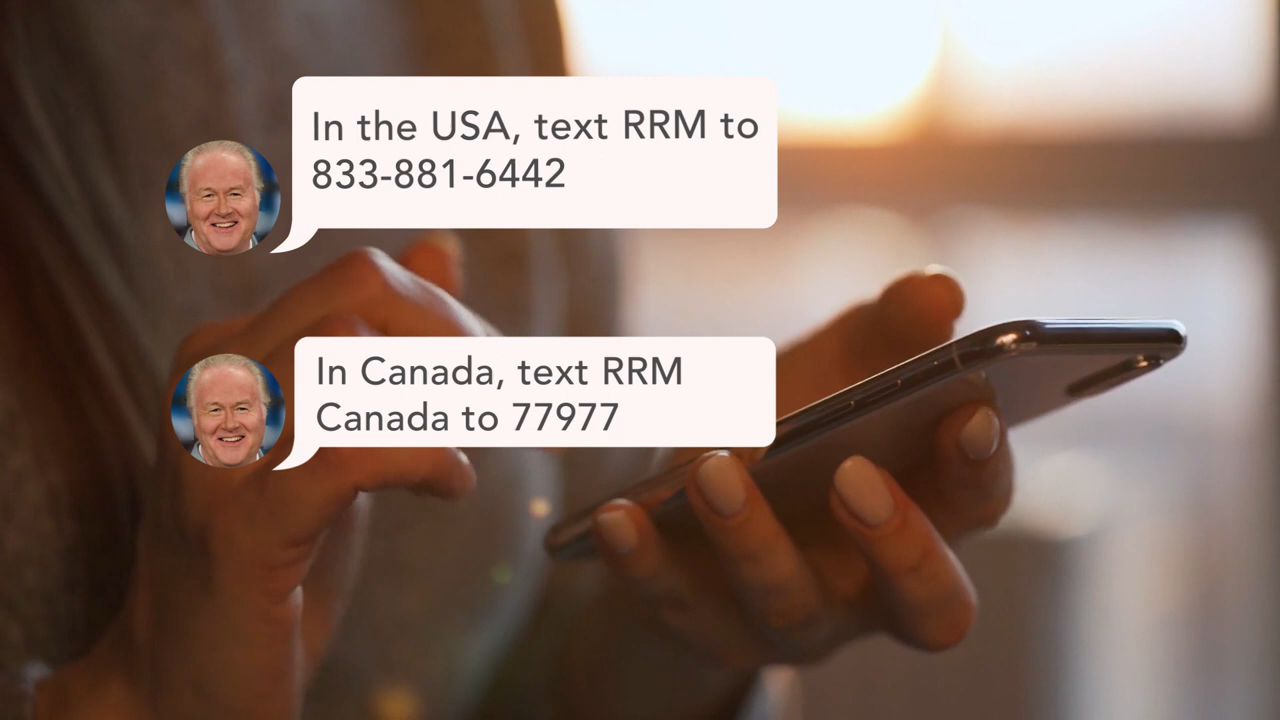 In the USA, text RRM to
833-881-6442
In Canada, text RRM
Canada to 77977